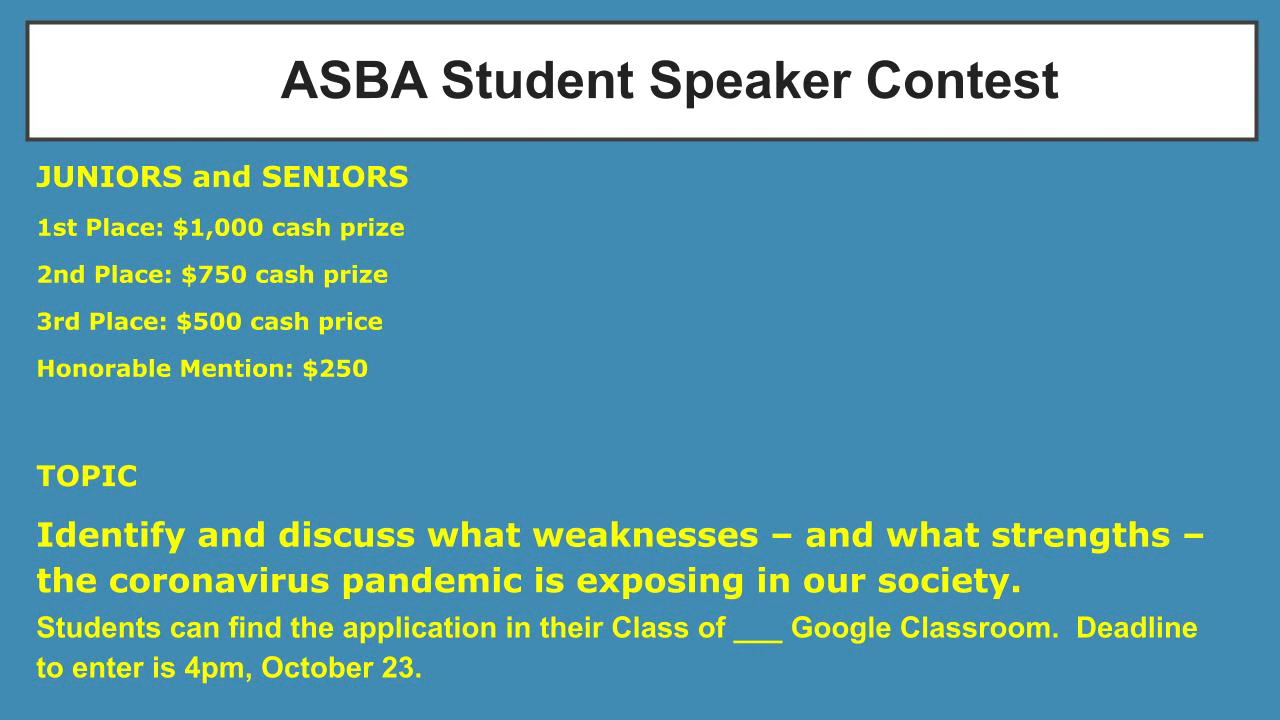 ASBA Student Speaker Contest
JUNIORS and SENIORS
1st Place: $1,000 cash prize
2nd Place: $750 cash prize
3rd Place: $500 cash price
Honorable Mention: $250
TOPIC
Identify and discuss what weaknesses – and what strengths –
the coronavirus pandemic is exposing in our society.
Students can find the application in their Class of ___ Google Classroom.  Deadline
to enter is 4pm, October 23.